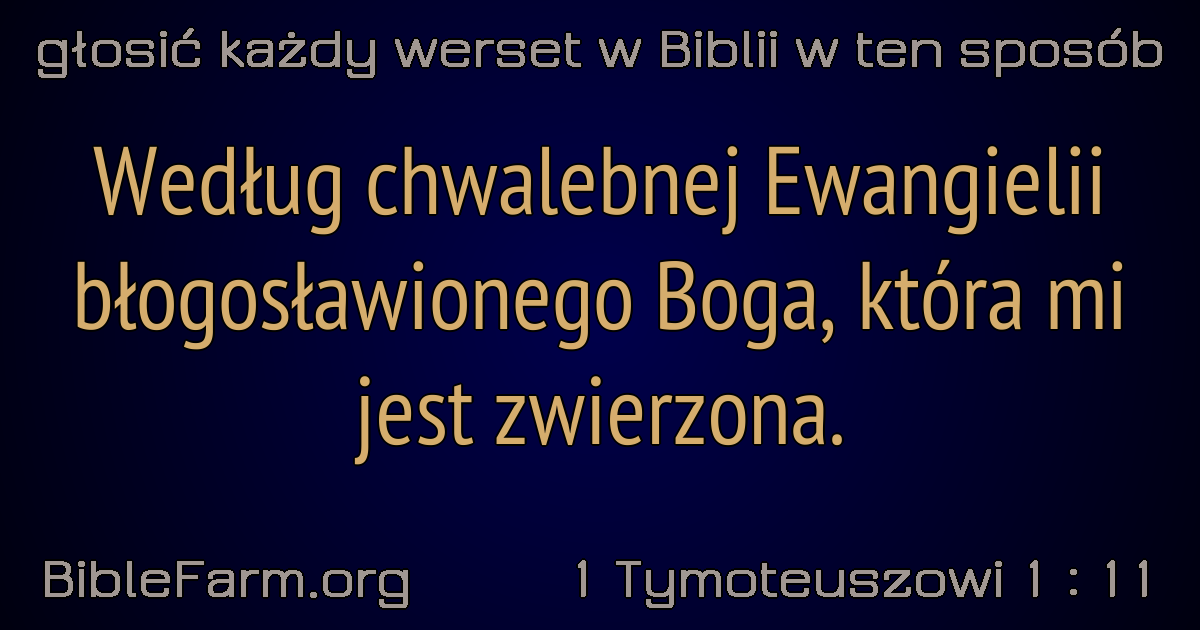 głosić każdy werset w Biblii w ten sposób
Według chwalebnej Ewangielii
błogosławionego Boga, która mi
jest zwierzona.
BibleFarm.org 1 Tymoteuszowi 1 : 11